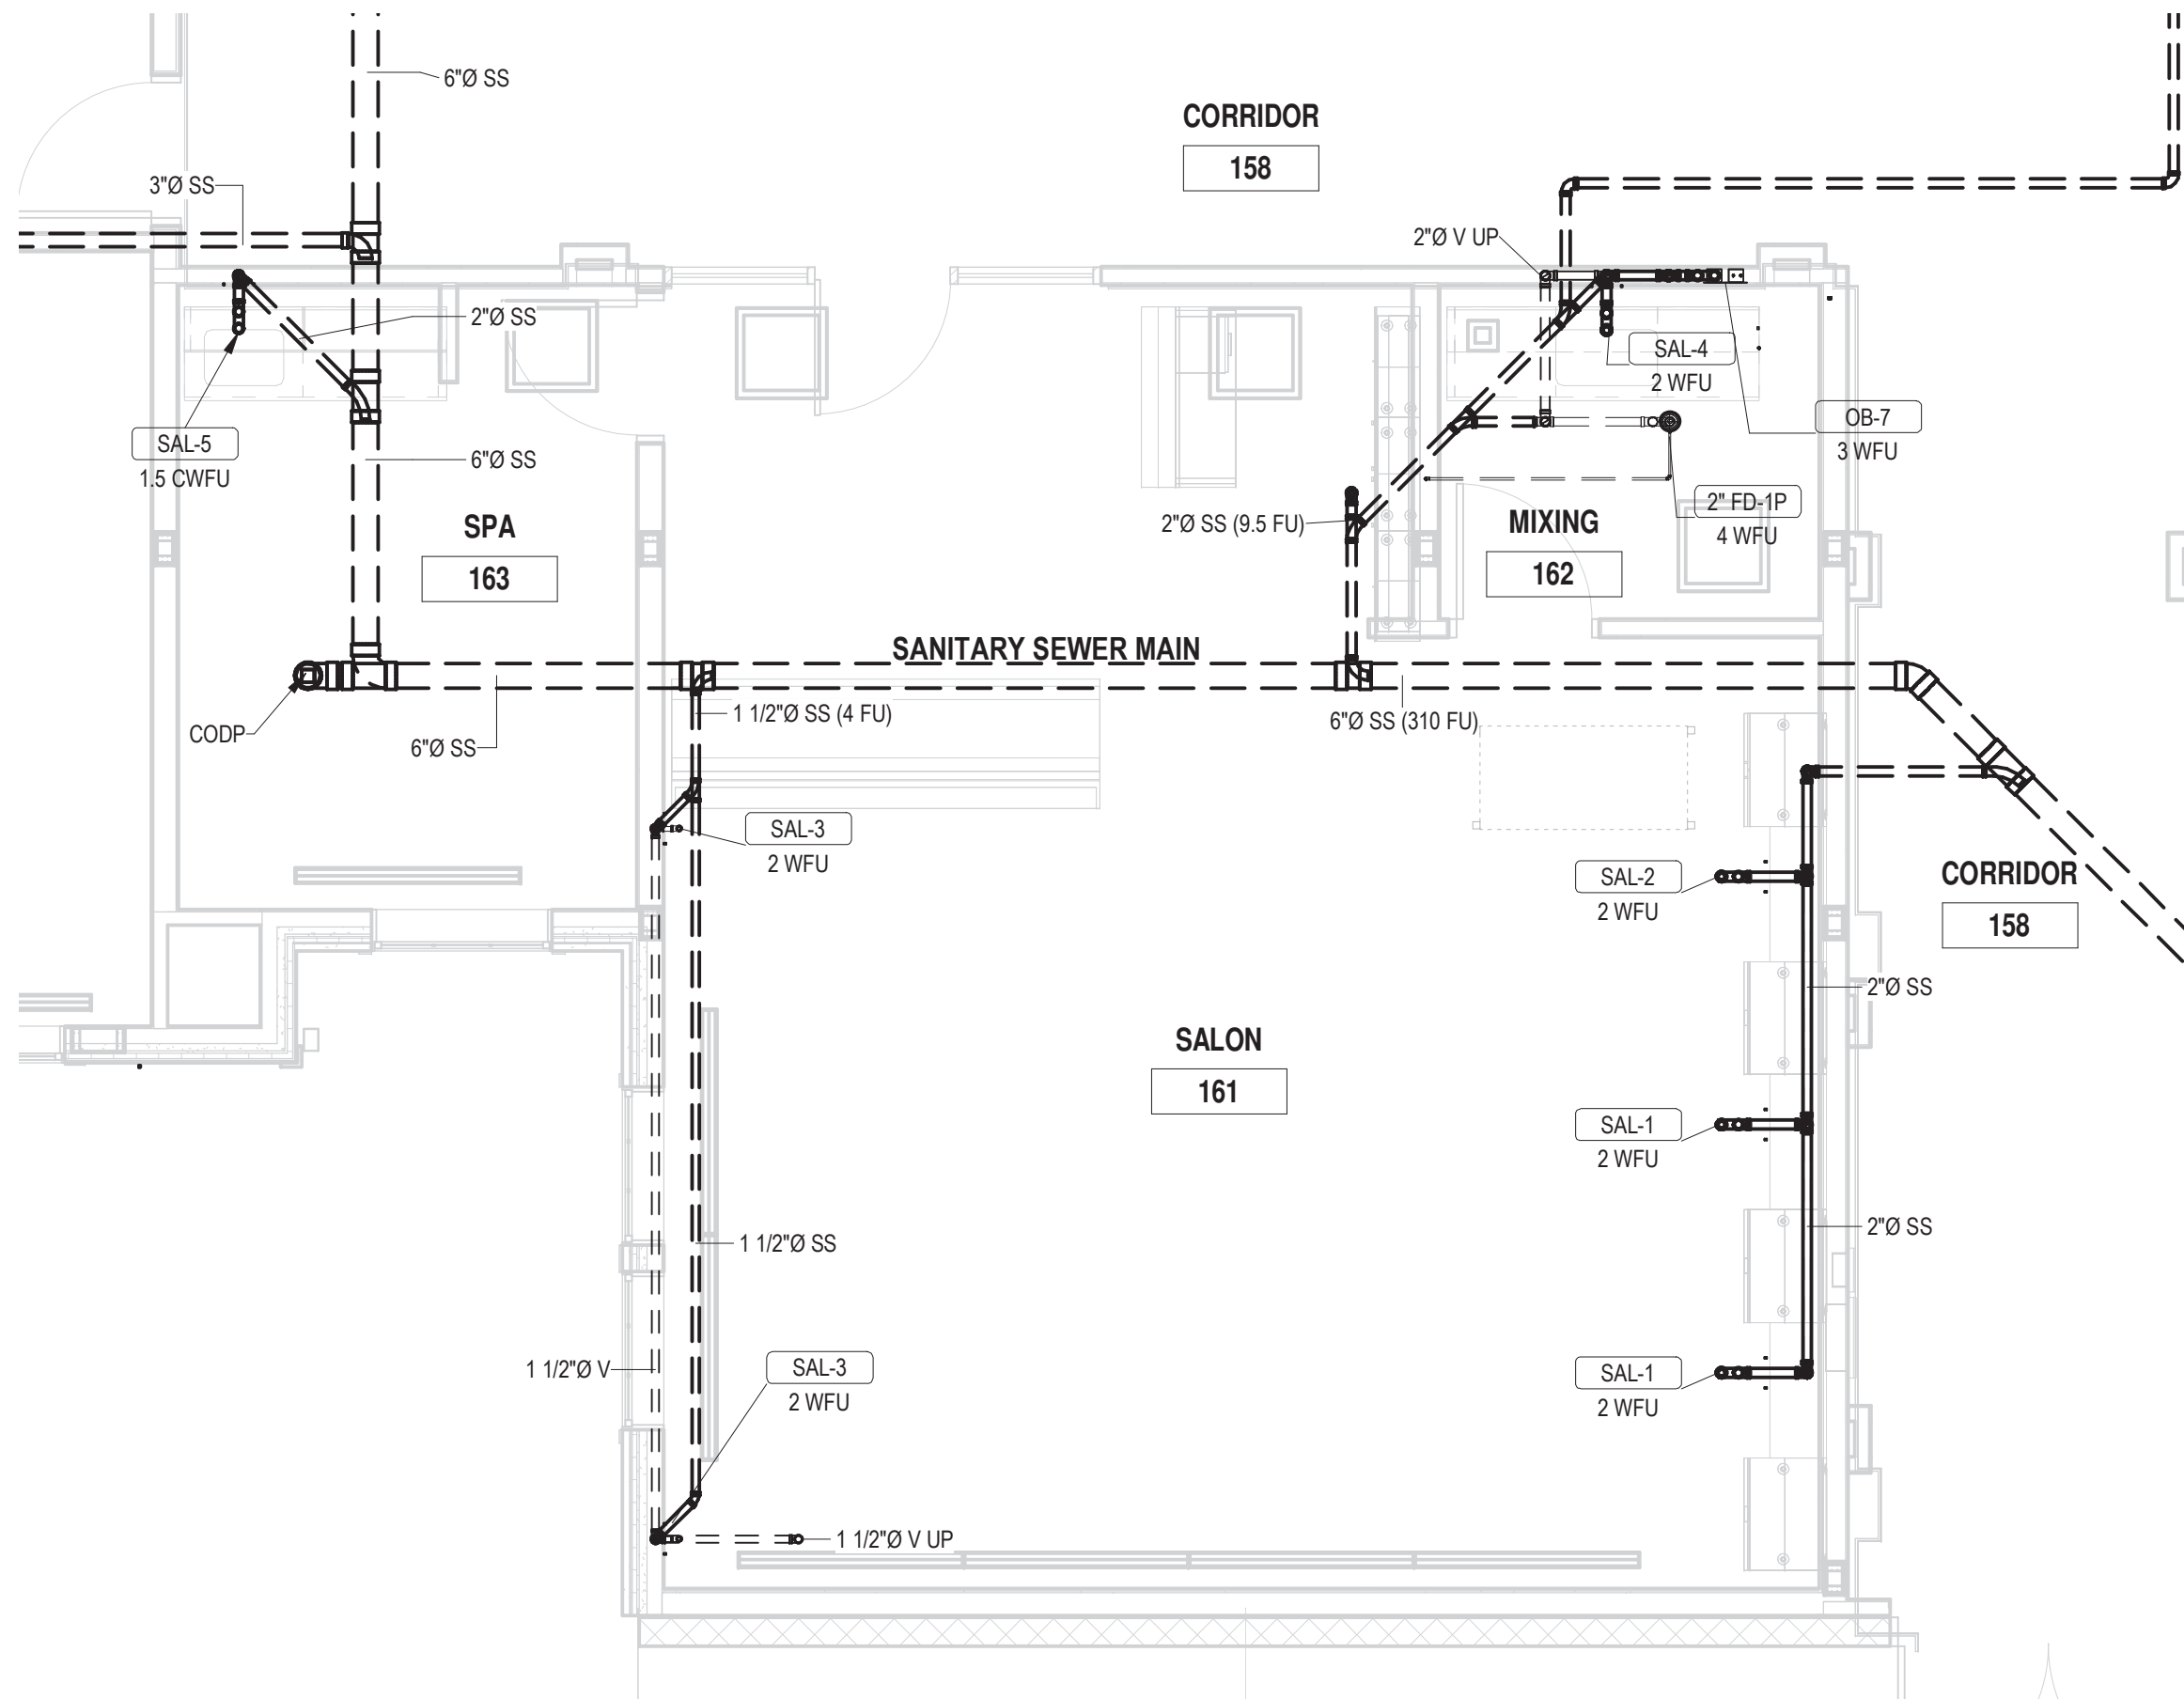 6"Ø SS
CORRIDOR
158
3"Ø SS
2"Ø V UP
2"Ø SS
SAL-4
2 WFU
OB-7
3 WFU
SAL-5
1.5 CWFU
6"Ø SS
2" FD-1P
4 WFU
SPA
163
2"Ø SS (9.5 FU)
MIXING
162
SANITARY SEWER MAIN
1 1/2"Ø SS (4 FU)
6"Ø SS (310 FU)
CODP
6"Ø SS
SAL-3
2 WFU
SAL-2
2 WFU
CORRIDOR
158
2"Ø SS
SALON
161
SAL-1
2 WFU
2"Ø SS
1 1/2"Ø SS
1 1/2"Ø V
SAL-3
2 WFU
SAL-1
2 WFU
1 1/2"Ø V UP